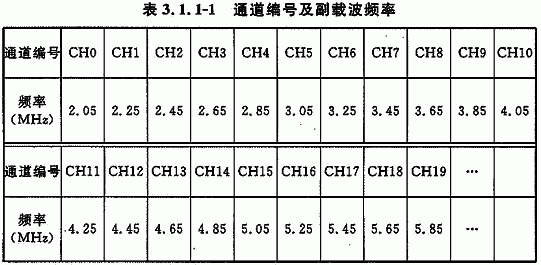 表 3.1.1-1 通道编号及副载波频率
通道编号 CH0 CH1 CH2 CH3 CH4 CH5 CH6 CH7 CH8 CH9 CH10
频率
(MHz) 2.05 2.25 2.45 2.65 2.85 3.05 3.25 3.45 3.65 3.85 4.05
通道编号 CH11 CH12 CH13 CH14 CH15 CH16 CH17 CH18 CH19 …
频率
(MHz) 4.25 4.45 4.65 4.85 5.05 5.25 5.45 5.65 5.85 …